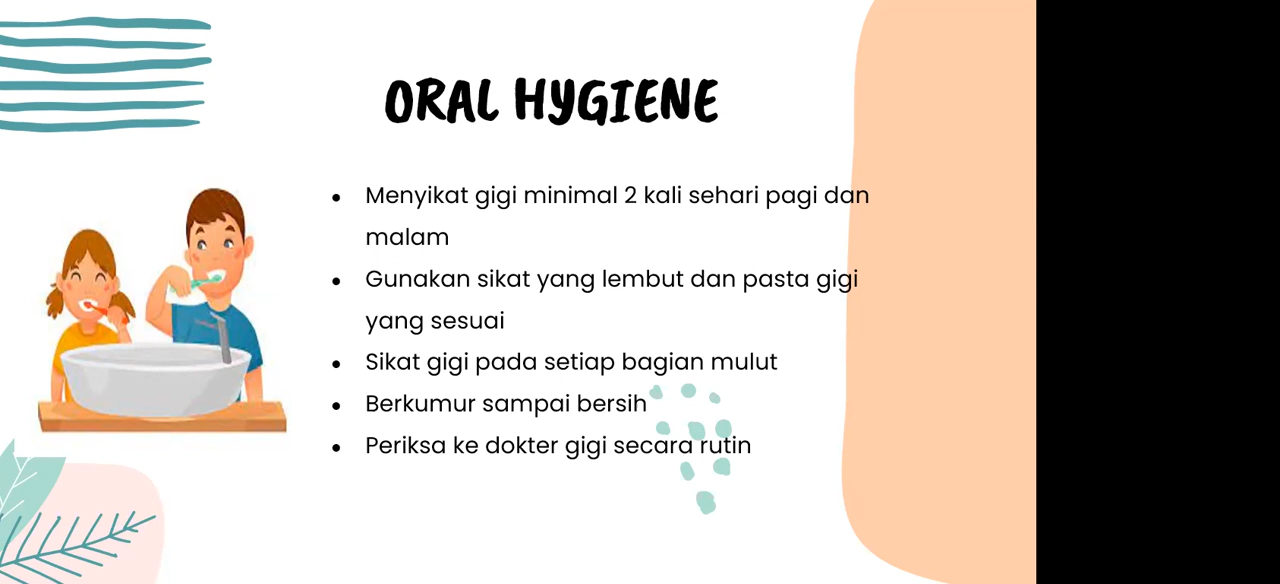 ORAL HYGIENE
• Menyikat gigi minimal 2 kali sehari pagi dan
malam
• Gunakan sikat yang lembut dan pasta gigi
yang sesuai
• Sikat gigi pada setiap bagian mulut
• Berkumur sampai bersih
• Periksa ke dokter gigi secara rutin